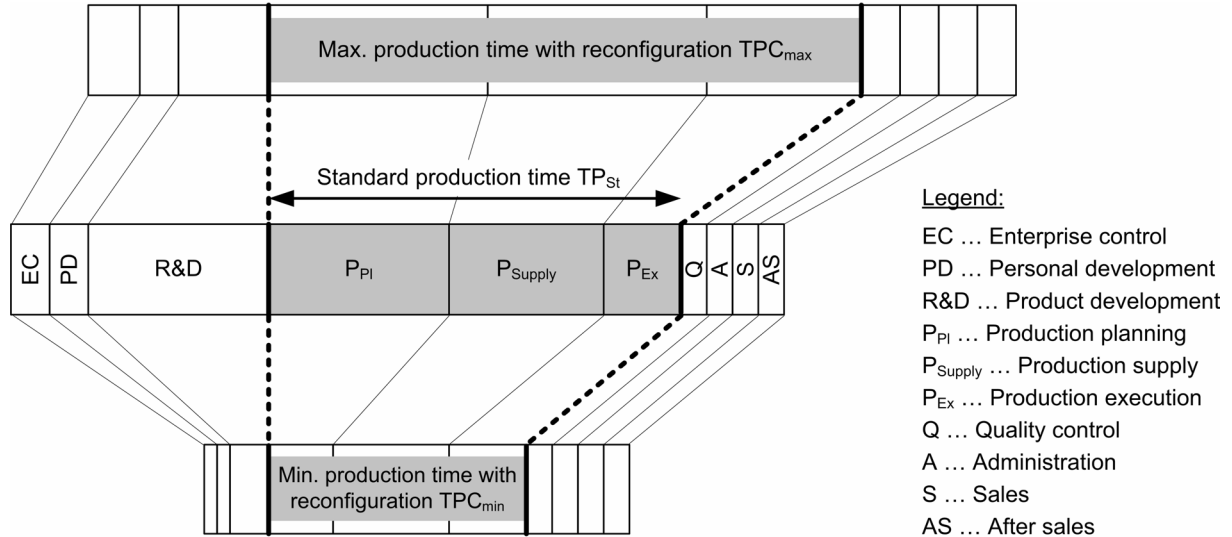 Max. production time with reconfiguration TPCmax
Standard production time TPSt
EC
PD
R&D
PPl
PSupply
PEx
Q
A
S
AS
Min. production time with
reconfiguration TPCmin
Legend:
EC … Enterprise control
PD … Personal development
R&D … Product development
PPl … Production planning
PSupply … Production supply
PEx … Production execution
Q … Quality control
A … Administration
S … Sales
AS … After sales